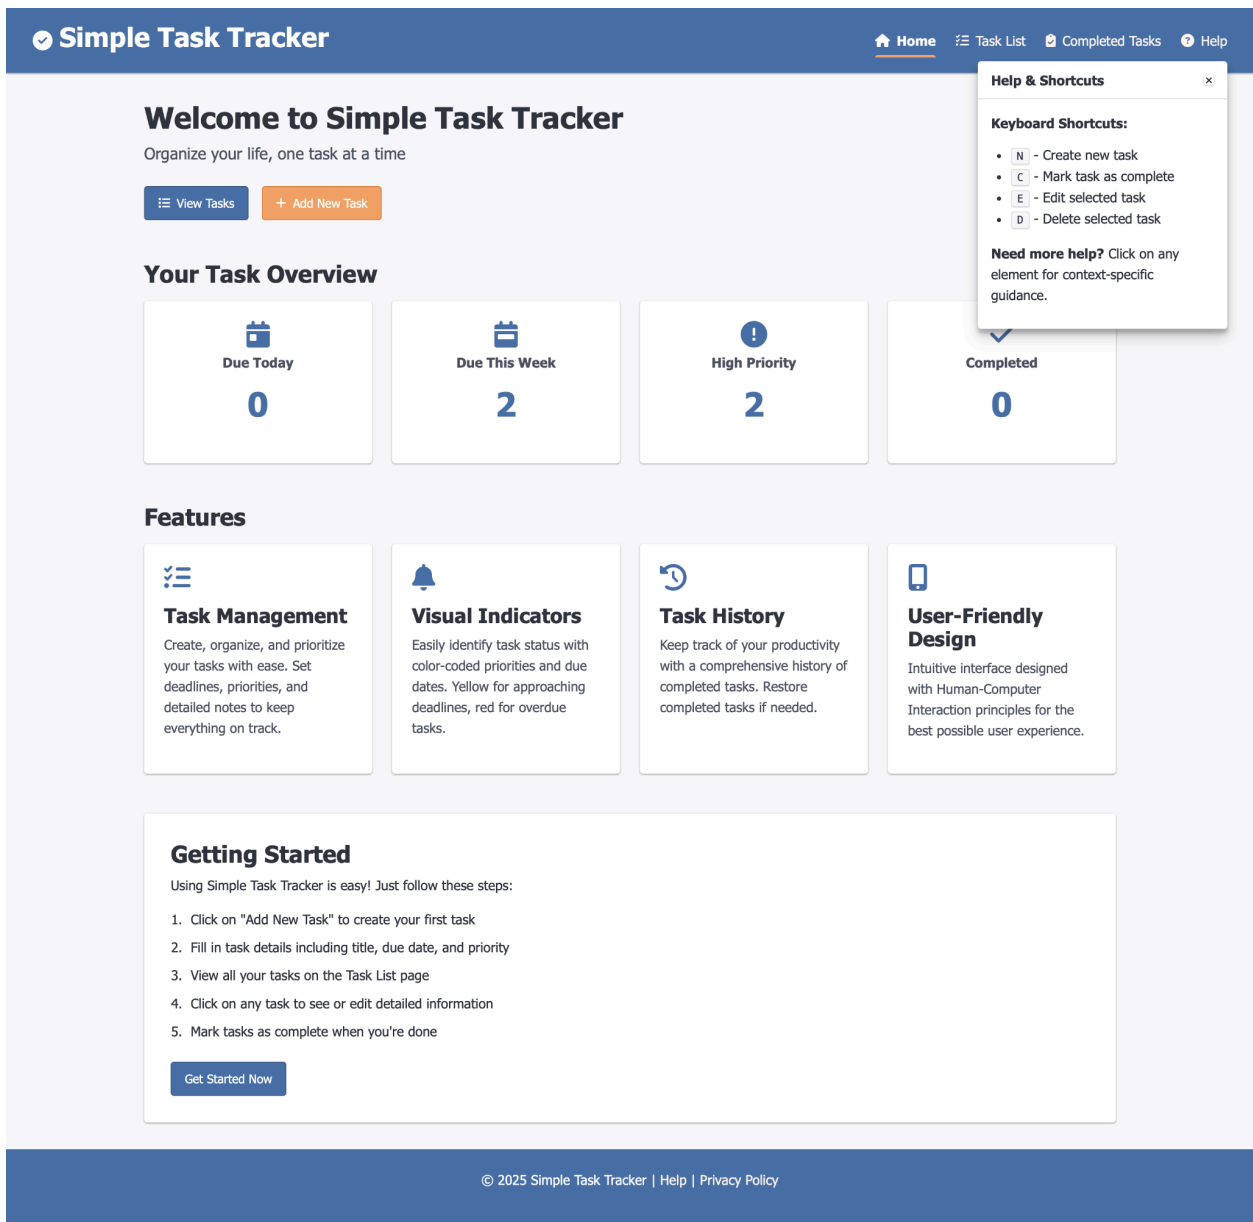 Simple Task Tracker
Home
Task List
Completed Tasks
Help
Help & Shortcuts
×
Keyboard Shortcuts:
• N - Create new task
• C - Mark task as complete
• E - Edit selected task
• D - Delete selected task
Need more help? Click on any
element for context-specific
guidance.
Welcome to Simple Task Tracker
Organize your life, one task at a time
View Tasks
+ Add New Task
Your Task Overview
Due Today
0
Due This Week
2
High Priority
2
Completed
0
Features
Task Management
Create, organize, and prioritize
your tasks with ease. Set
deadlines, priorities, and
detailed notes to keep
everything on track.
Visual Indicators
Easily identify task status with
color-coded priorities and due
dates. Yellow for approaching
deadlines, red for overdue
tasks.
Task History
Keep track of your productivity
with a comprehensive history of
completed tasks. Restore
completed tasks if needed.
User-Friendly
Design
Intuitive interface designed
with Human-Computer
Interaction principles for the
best possible user experience.
Getting Started
Using Simple Task Tracker is easy! Just follow these steps:
1. Click on "Add New Task" to create your first task
2. Fill in task details including title, due date, and priority
3. View all your tasks on the Task List page
4. Click on any task to see or edit detailed information
5. Mark tasks as complete when you're done
Get Started Now
© 2025 Simple Task Tracker | Help | Privacy Policy